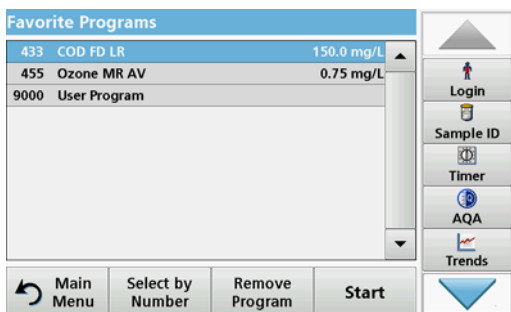 Favorite Programs
433 COD FD LR 150.0 mg/L
455 Ozone MR AV 0.75 mg/L
9000 User Program
Login
Sample ID
Timer
AQA
Trends
Main Menu
Select by Number
Remove Program
Start